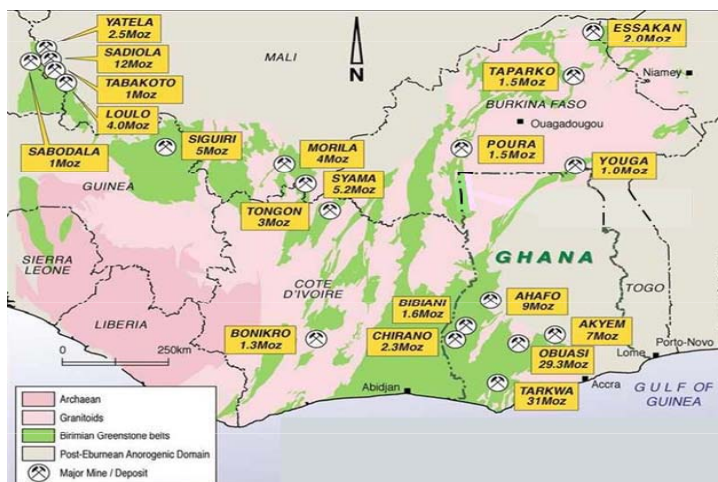 YATELA
2.5Moz
SADIOLA
12Moz
TABAKOTO
1Moz
LOULO
4.0Moz
SABODALA
1Moz
MALI
N
ESSAKAN
2.0Moz
TAPARKO
1.5Moz
Niamey
BURKINA FASO
Ouagadougou
SIGUIRI
5Moz
MORILA
4Moz
POURA
1.5Moz
YOUGA
1.0Moz
GUINEA
SYAMA
5.2Moz
TONGON
3Moz
SIERRA
LEONE
GHANA
TOGO
COTE
D'IVOIRE
LIBERIA
BONIKRO
1.3Moz
BIBIANI
1.6Moz
CHIRANO
2.3Moz
AHAFO
9Moz
AKYEM
7Moz
OBUASI
29.3Moz
TARKWA
31Moz
Porto-Novo
Lome
Accra
Abidjan
GULF OF
GUINEA
0 250km
Archaean
Granitoids
Birimian Greenstone belts
Post-Eburnean Anorogenic Domain
Major Mine / Deposit